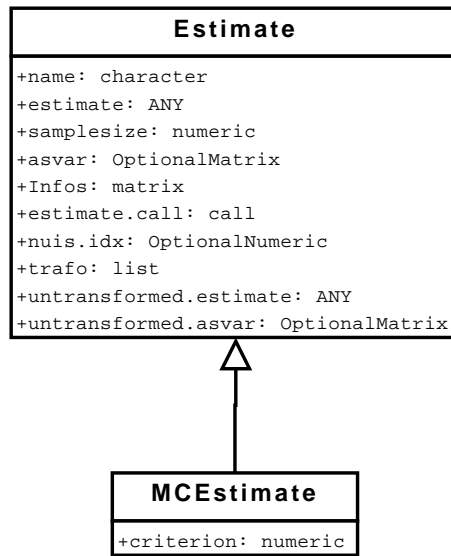 Estimate
+name: character
+estimate: ANY
+samplesize: numeric
+asvar: OptionalMatrix
+Infos: matrix
+estimate.call: call
+nuis.idx: OptionalNumeric
+trafo: list
+untransformed.estimate: ANY
+untransformed.asvar: OptionalMatrix
MCEstimate
+criterion: numeric